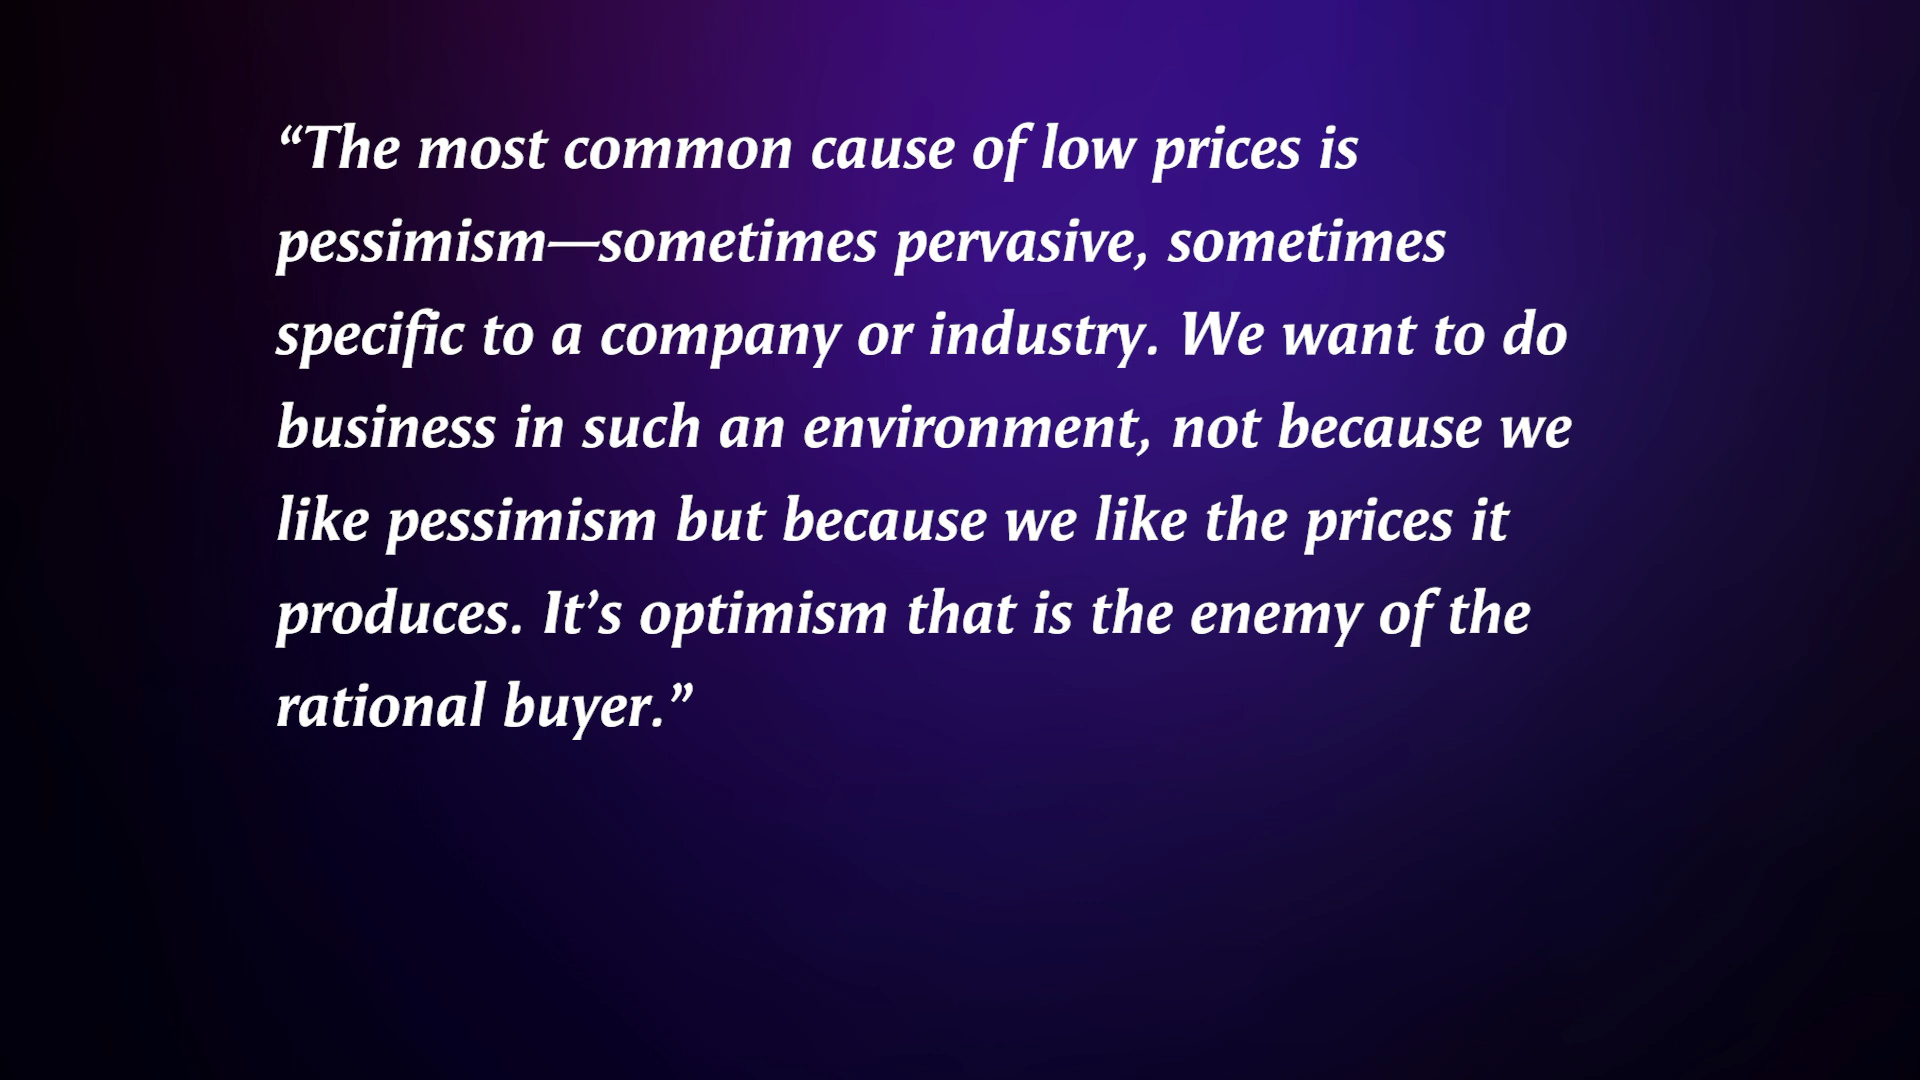 “The most common cause of low prices is
pessimism—sometimes pervasive, sometimes
specific to a company or industry. We want to do
business in such an environment, not because we
like pessimism but because we like the prices it
produces. It’s optimism that is the enemy of the
rational buyer.”